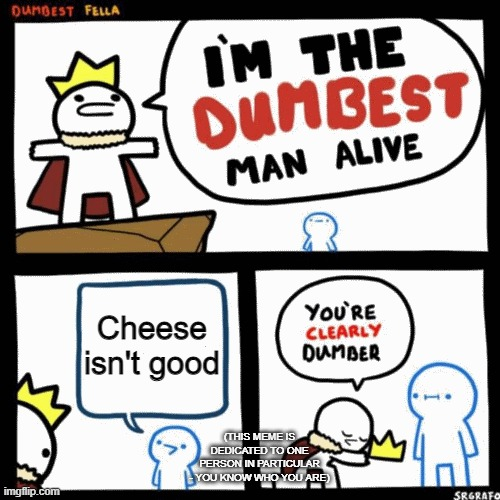 DUMBEST FELLA
I'M THE
DUMBEST
MAN ALIVE
Cheese
isn't good
YOU'RE
CLEARLY
DUMBER
(THIS MEME IS
DEDICATED TO ONE
PERSON IN PARTICULAR
- YOU KNOW WHO YOU ARE)
imgflip.com
SRGRAFO